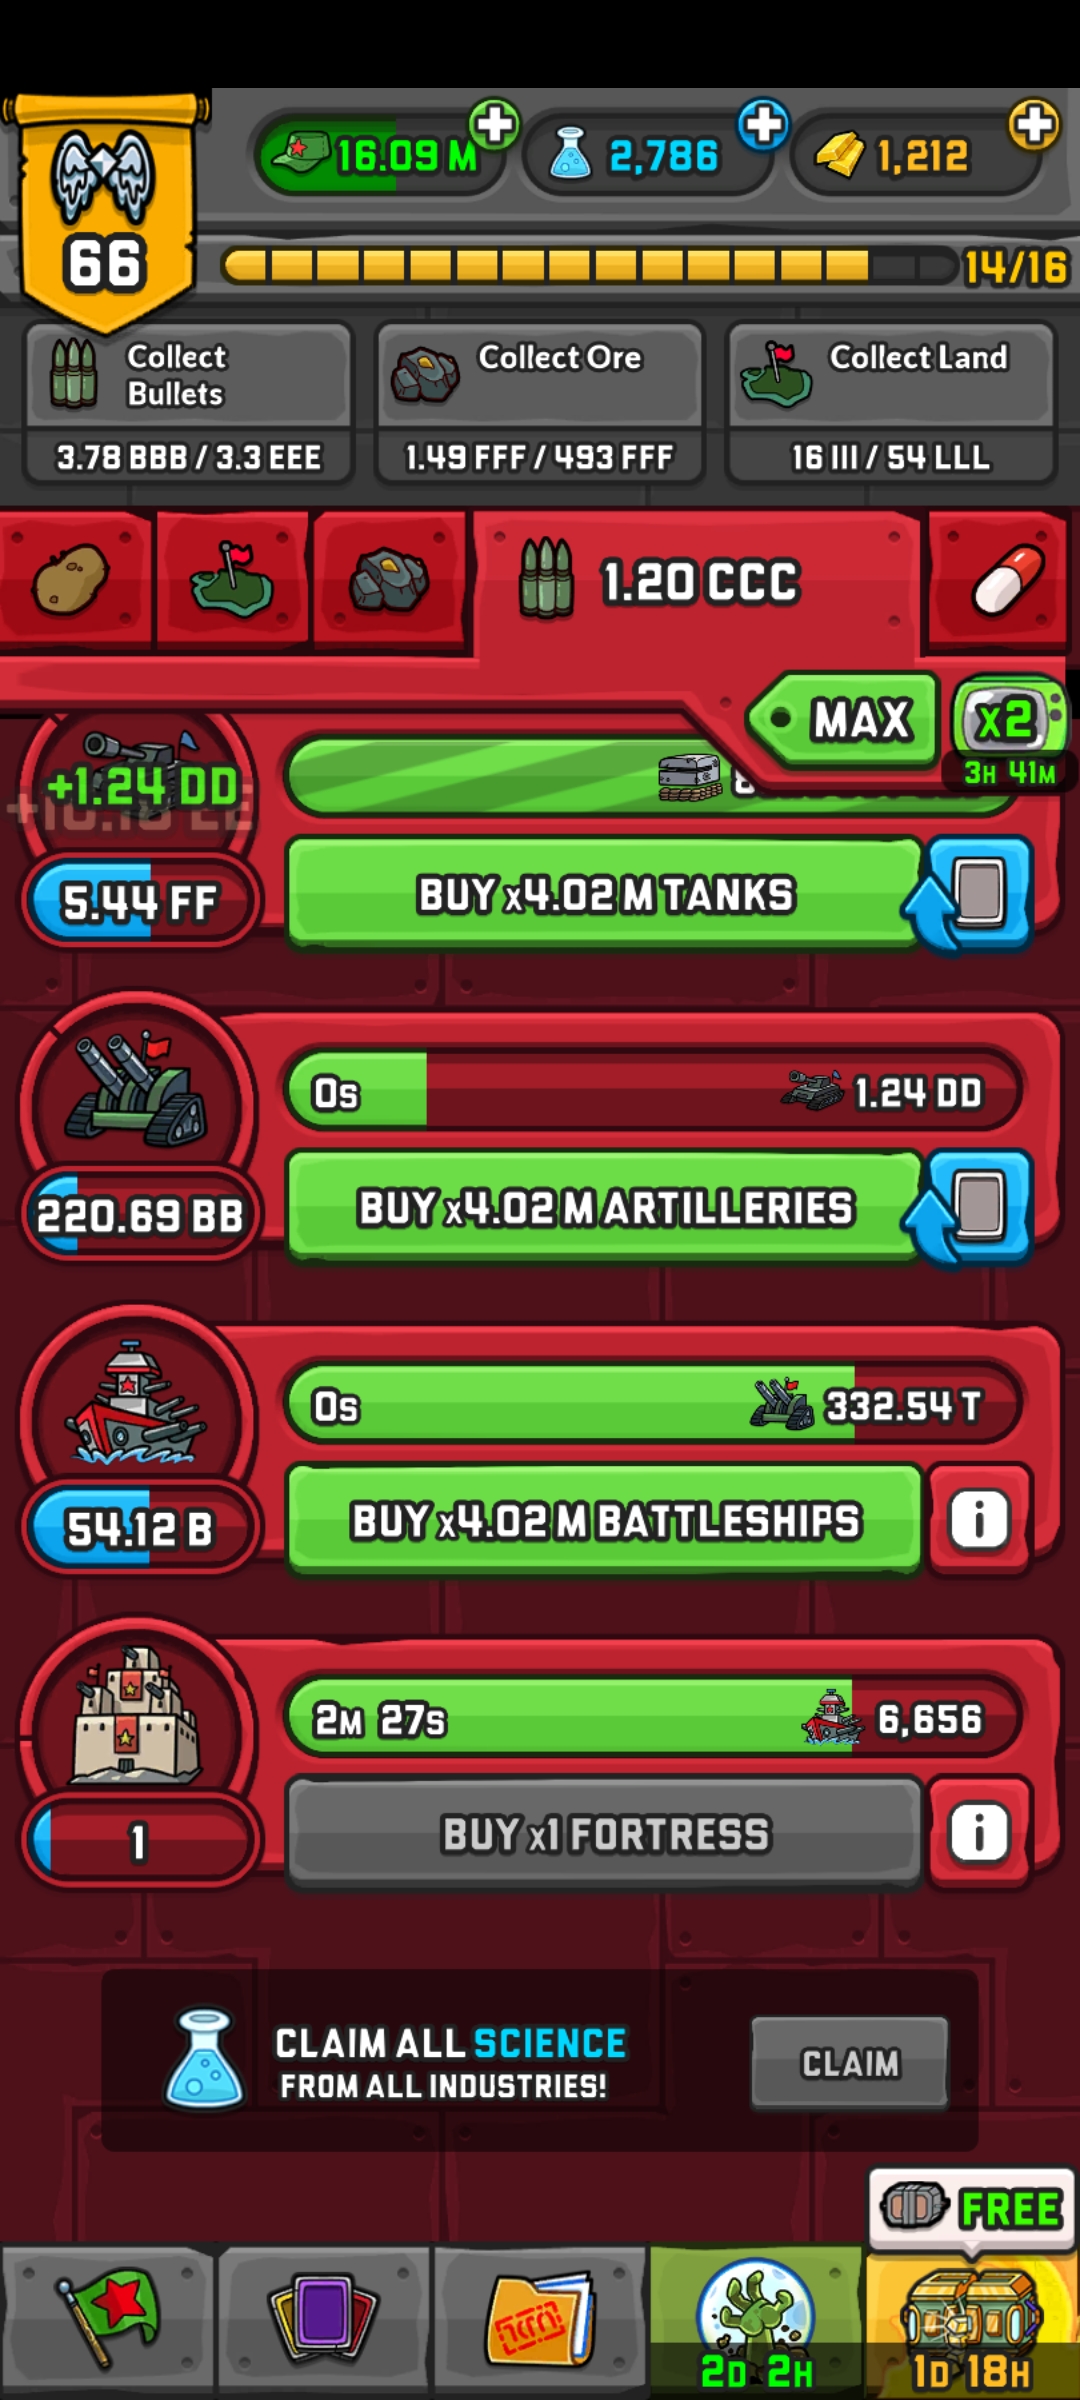 16.09 M
2,786
1,212
66
14/16
Collect
Bullets
Collect Ore
Collect Land
3.78 BBB / 3.3 EEE
1.49 FFF / 493 FFF
16 III / 54 LLL
1.20 CCC
MAX
x2
3H 41M
+1.24 DD
5.44 FF
BUY x4.02 M TANKS
0s
1.24 DD
220.69 BB
BUY x4.02 M ARTILLERIES
0s
332.54 T
54.12 B
BUY x4.02 M BATTLESHIPS
i
2M 27s
6,656
1
BUY x1 FORTRESS
i
CLAIM ALL SCIENCE
FROM ALL INDUSTRIES!
CLAIM
FREE
2D 2H
1D 18H